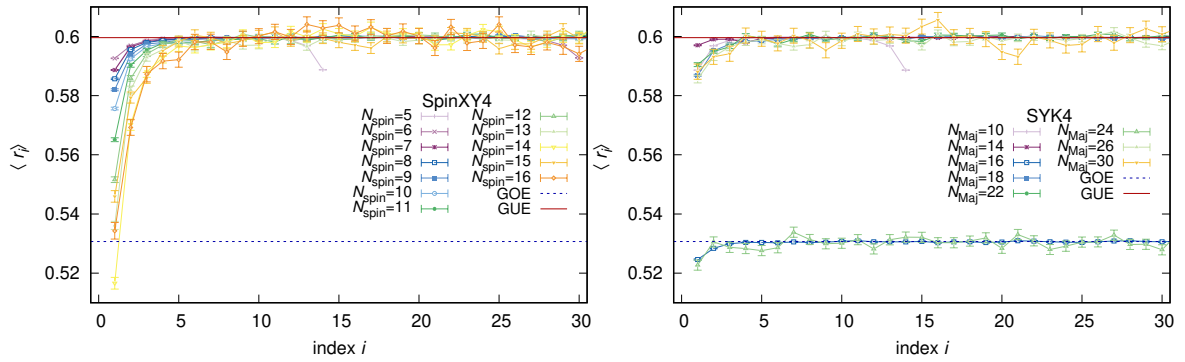 0.6
0.58
0.56
0.54
0.52
⟨ r_i⟩
SpinXY4
N_spin=5
N_spin=6
N_spin=7
N_spin=8
N_spin=9
N_spin=10
N_spin=11
N_spin=12
N_spin=13
N_spin=14
N_spin=15
N_spin=16
GOE
GUE
0 5 10 15 20 25 30
index i
0.6
0.58
0.56
0.54
0.52
⟨ r_i⟩
SYK4
N_Maj=10
N_Maj=14
N_Maj=16
N_Maj=18
N_Maj=22
N_Maj=24
N_Maj=26
N_Maj=30
GOE
GUE
0 5 10 15 20 25 30
index i